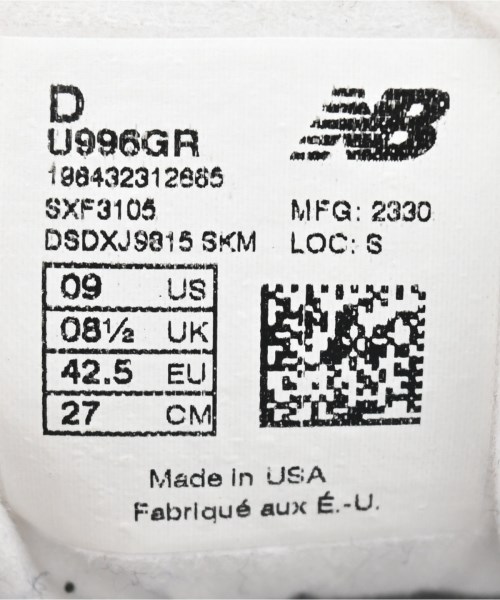 D
NB
U996GR
196432312665
SXF3105 MFG: 2330
DSDXJ9815 SKM LOC: S
09 US
08½ UK
42.5 EU
27 CM
Made in USA
Fabriqué aux É.-U.